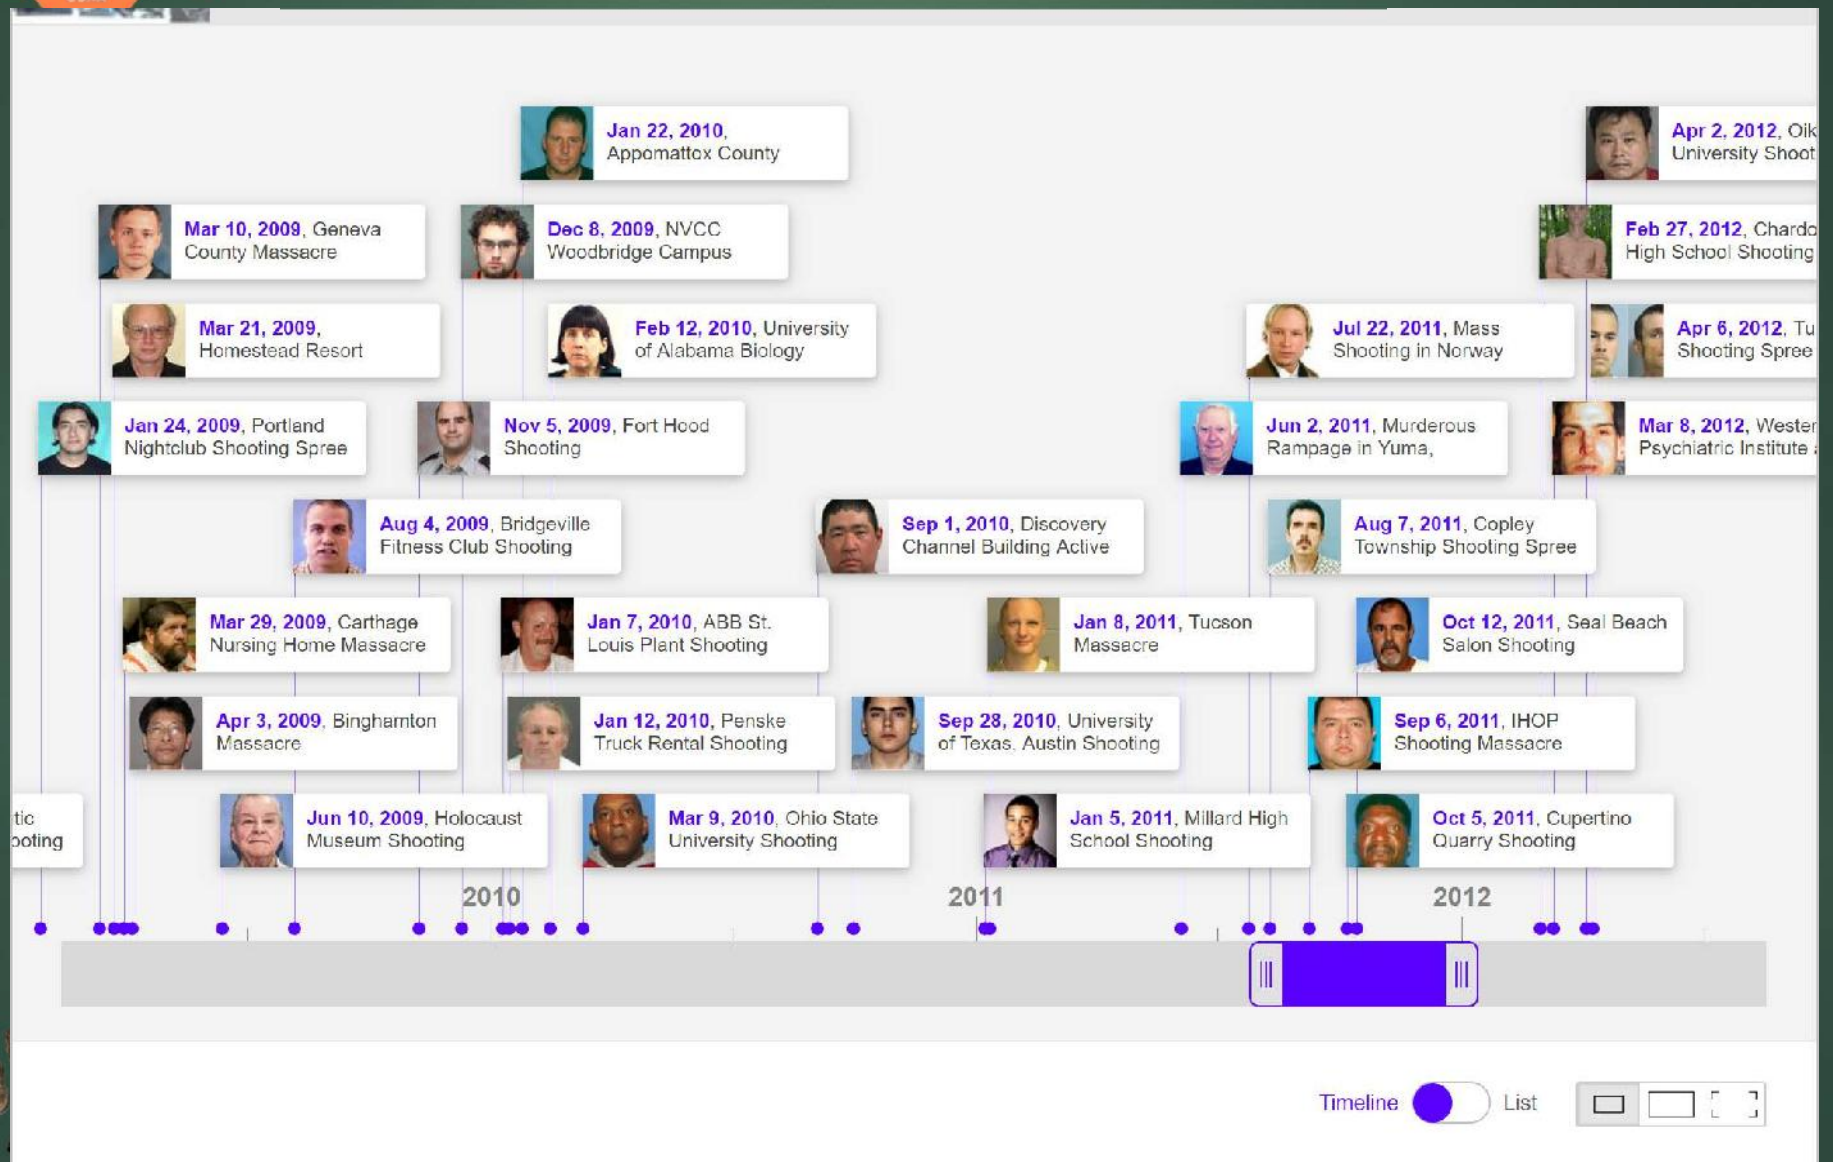 Jan 22, 2010,
Appomattox County
Apr 2, 2012, Oik
University Shoot
Mar 10, 2009, Geneva
County Massacre
Dec 8, 2009, NVCC
Woodbridge Campus
Feb 27, 2012, Chardo
High School Shooting
Mar 21, 2009,
Homestead Resort
Feb 12, 2010, University
of Alabama Biology
Jul 22, 2011, Mass
Shooting in Norway
Apr 6, 2012, Tu
Shooting Spree
Jan 24, 2009, Portland
Nightclub Shooting Spree
Nov 5, 2009, Fort Hood
Shooting
Jun 2, 2011, Murderous
Rampage in Yuma,
Mar 8, 2012, Wester
Psychiatric Institute
Aug 4, 2009, Bridgeville
Fitness Club Shooting
Sep 1, 2010, Discovery
Channel Building Active
Aug 7, 2011, Copley
Township Shooting Spree
Mar 29, 2009, Carthage
Nursing Home Massacre
Jan 7, 2010, ABB St.
Louis Plant Shooting
Jan 8, 2011, Tucson
Massacre
Oct 12, 2011, Seal Beach
Salon Shooting
Apr 3, 2009, Binghamton
Massacre
Jan 12, 2010, Penske
Truck Rental Shooting
Sep 28, 2010, University
of Texas, Austin Shooting
Sep 6, 2011, IHOP
Shooting Massacre
tic
ooting
Jun 10, 2009, Holocaust
Museum Shooting
Mar 9, 2010, Ohio State
University Shooting
Jan 5, 2011, Millard High
School Shooting
Oct 5, 2011, Cupertino
Quarry Shooting
2010
2011
2012
Timeline
List